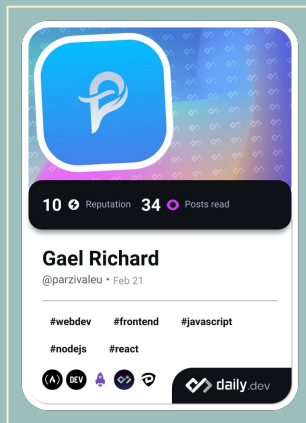 10 Reputation 34 Posts read
Gael Richard
@parzivaleu • Feb 21
#webdev #frontend #javascript
#nodejs #react
DEV daily.dev